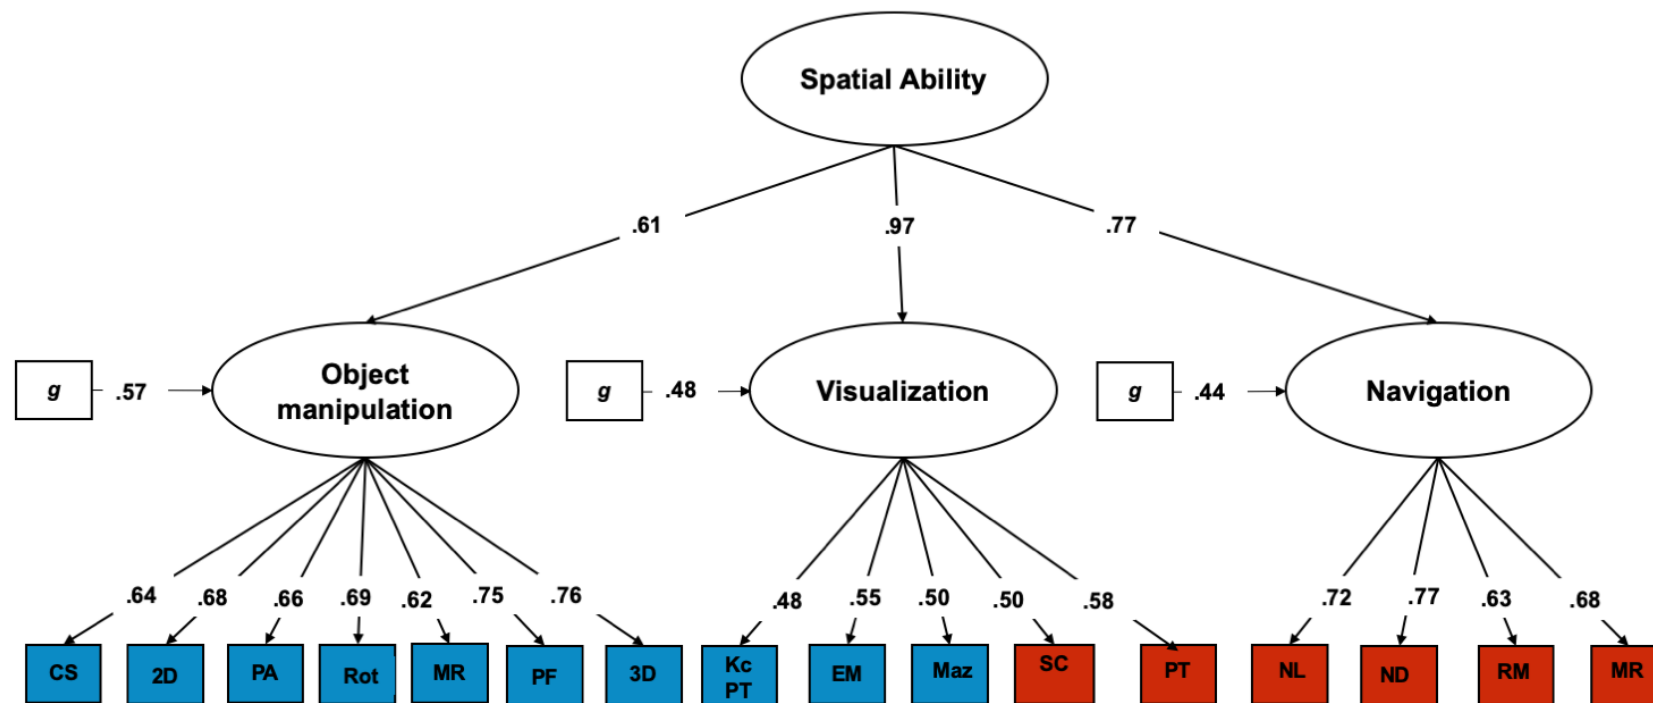 Spatial Ability
.61
.97
.77
g
.57
Object
manipulation
g
.48
Visualization
g
.44
Navigation
.64
.68
.66
.69
.62
.75
.76
.48
.55
.50
.50
.58
.72
.77
.63
.68
CS
2D
PA
Rot
MR
PF
3D
Kc
PT
EM
Maz
SC
PT
NL
ND
RM
MR